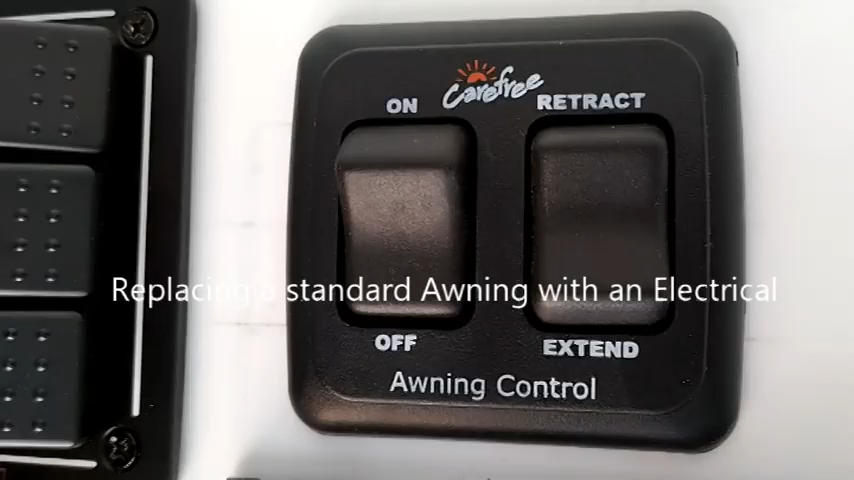 Carefree
ON
RETRACT
Replacing a standard Awning with an Electrical
OFF
EXTEND
Awning Control